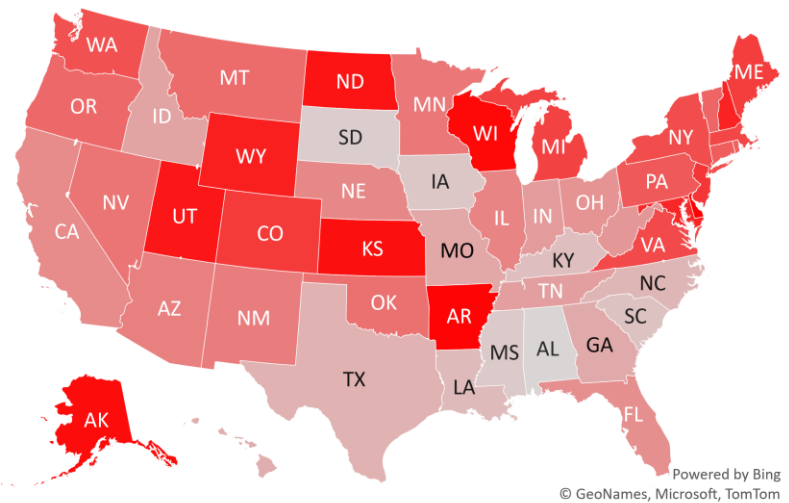 WA
MT
ND
MN
ME
OR
ID
SD
WI
MI
NY
WY
IA
PA
NV
NE
UT
CO
IL
IN
OH
CA
KS
MO
KY
VA
AZ
NM
OK
AR
TN
NC
SC
TX
LA
MS
AL
GA
AK
FL
Powered by Bing
© GeoNames, Microsoft, TomTom